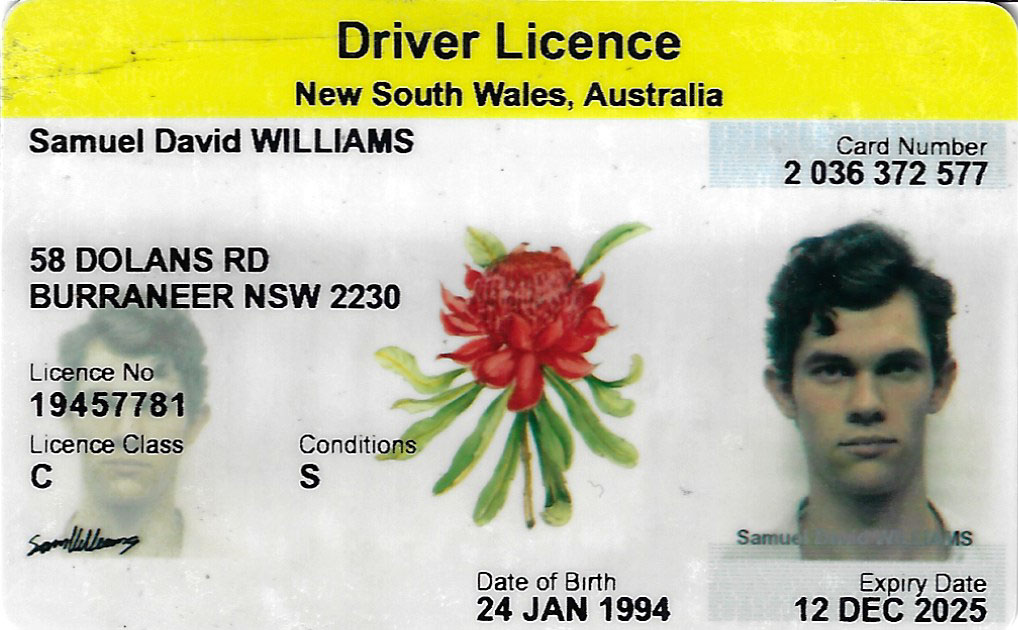 Driver Licence
New South Wales, Australia
Samuel David WILLIAMS
Card Number
2 036 372 577
58 DOLANS RD
BURRANEER NSW 2230
Licence No
19457781
Licence Class
Conditions
C
S
Samuel David WILLIAMS
Date of Birth
24 JAN 1994
Expiry Date
12 DEC 2025